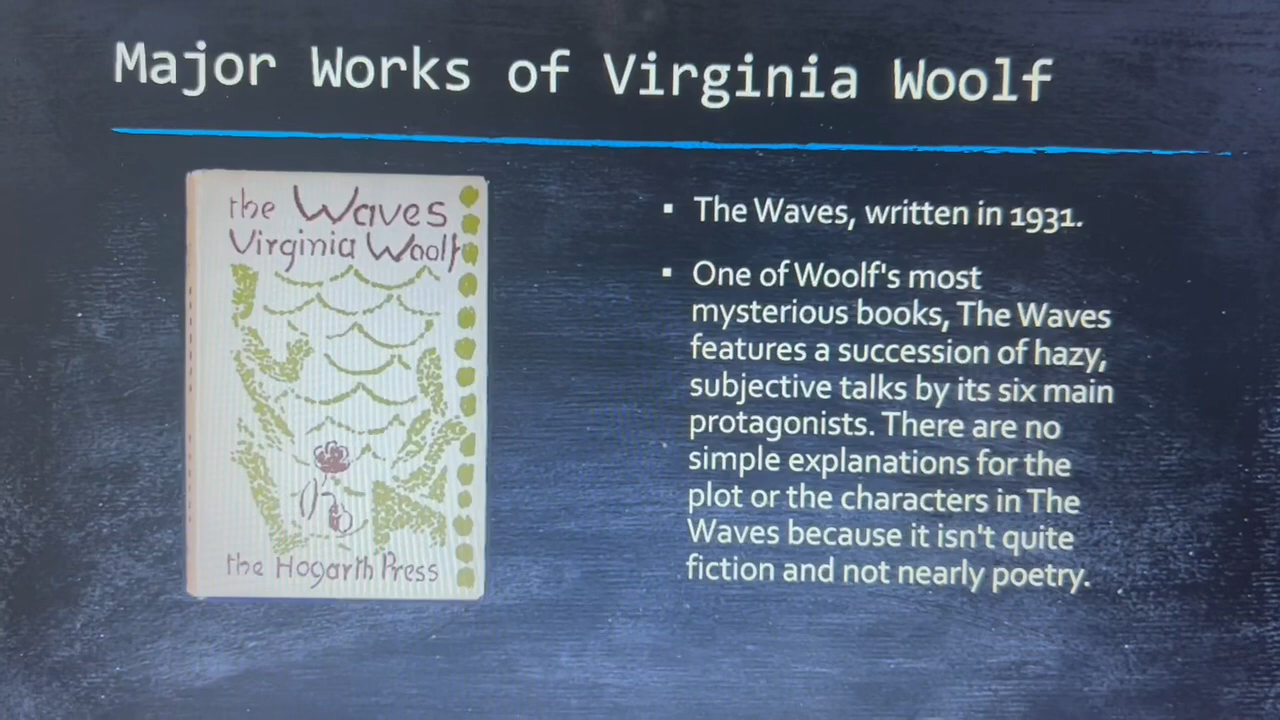 Major Works of Virginia Woolf
the Waves
Virginia Woolf
the Hogarth Press
▪ The Waves, written in 1931.
▪ One of Woolf's most
mysterious books, The Waves
features a succession of hazy,
subjective talks by its six main
protagonists. There are no
simple explanations for the
plot or the characters in The
Waves because it isn't quite
fiction and not nearly poetry.